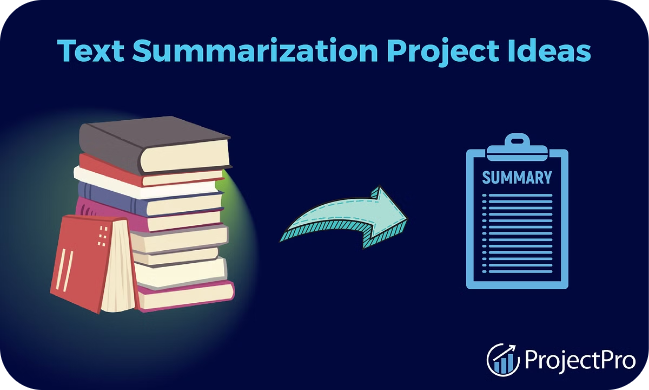 Text Summarization Project Ideas
SUMMARY
ProjectPro